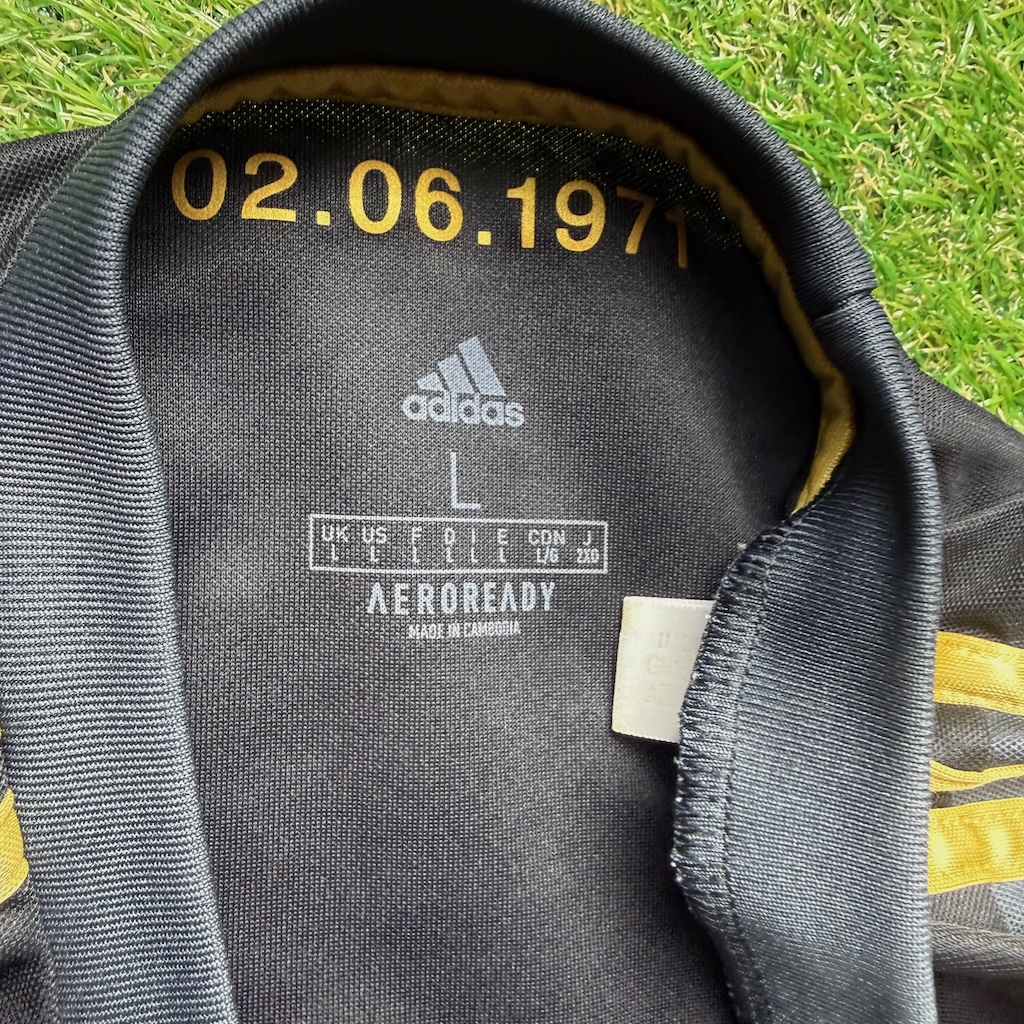 02.06.1971
adidas
L
UK US F D I E CDN J
L L L L L L L/G 2XO
AEROREADY
MADE IN CAMBODIA